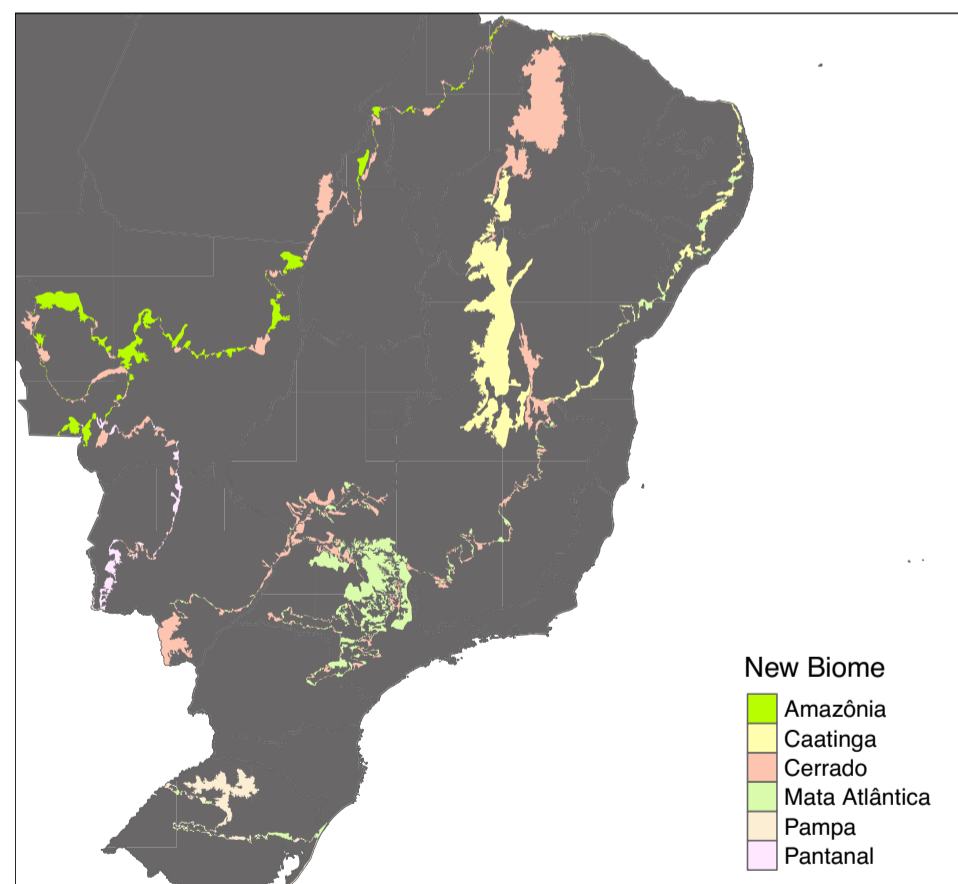 New Biome
Amazônia
Caatinga
Cerrado
Mata Atlântica
Pampa
Pantanal